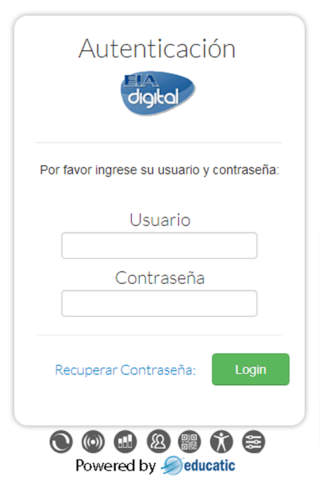 Autenticación
EIA
digital
Por favor ingrese su usuario y contraseña:
Usuario
Contraseña
Recuperar Contraseña:
Login
Powered by educatic